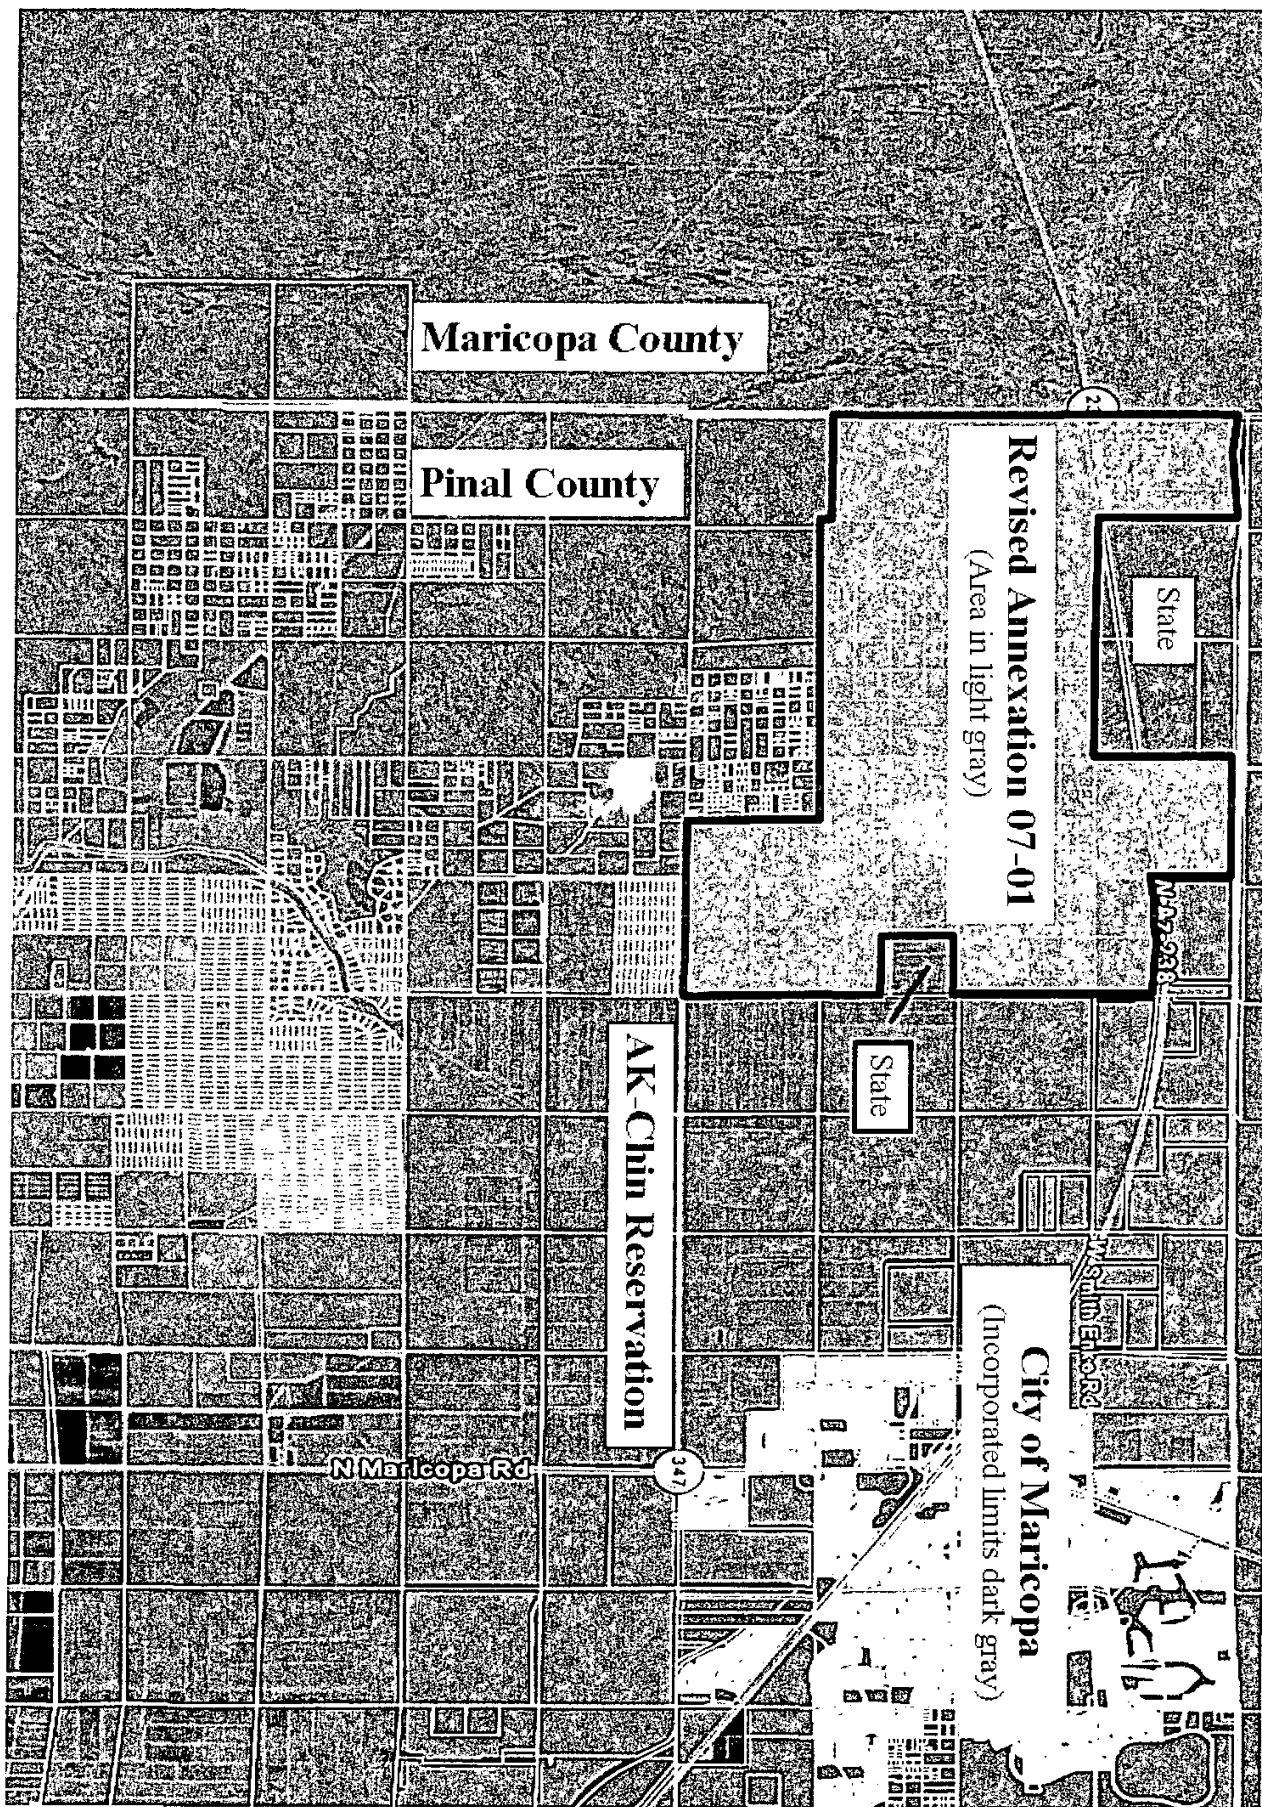 Maricopa County
Pinal County
Revised Annexation 07-01
(Area in light gray)
State
State
AK-Chin Reservation
City of Maricopa
(Incorporated limits dark gray)
N Maricopa Rd
347